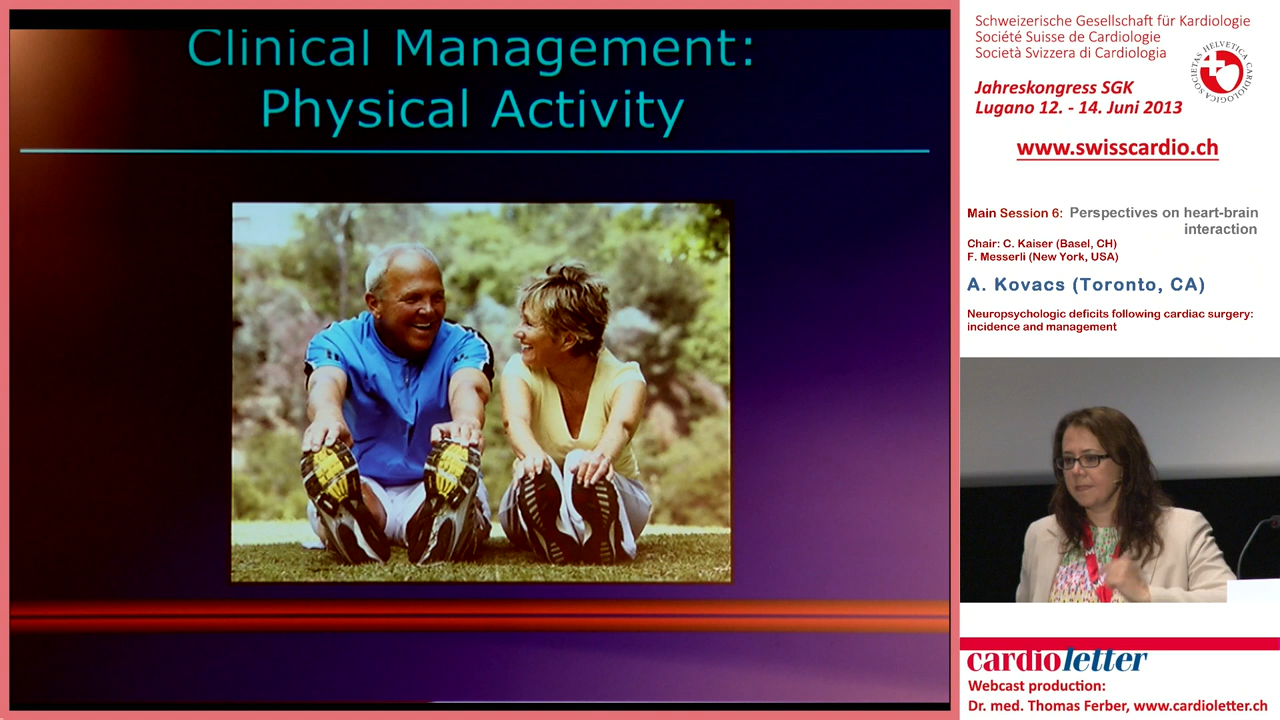 Clinical Management:
Physical Activity
Schweizerische Gesellschaft für Kardiologie
Société Suisse de Cardiologie
Società Svizzera di Cardiologia
SOCIETAS HELVETICA CARDIOLOGICA
Jahreskongress SGK
Lugano 12. - 14. Juni 2013
www.swisscardio.ch
Main Session 6: Perspectives on heart-brain
interaction
Chair: C. Kaiser (Basel, CH)
F. Messerli (New York, USA)
A. Kovacs (Toronto, CA)
Neuropsychologic deficits following cardiac surgery:
incidence and management
cardioletter
Webcast production:
Dr. med. Thomas Ferber, www.cardioletter.ch